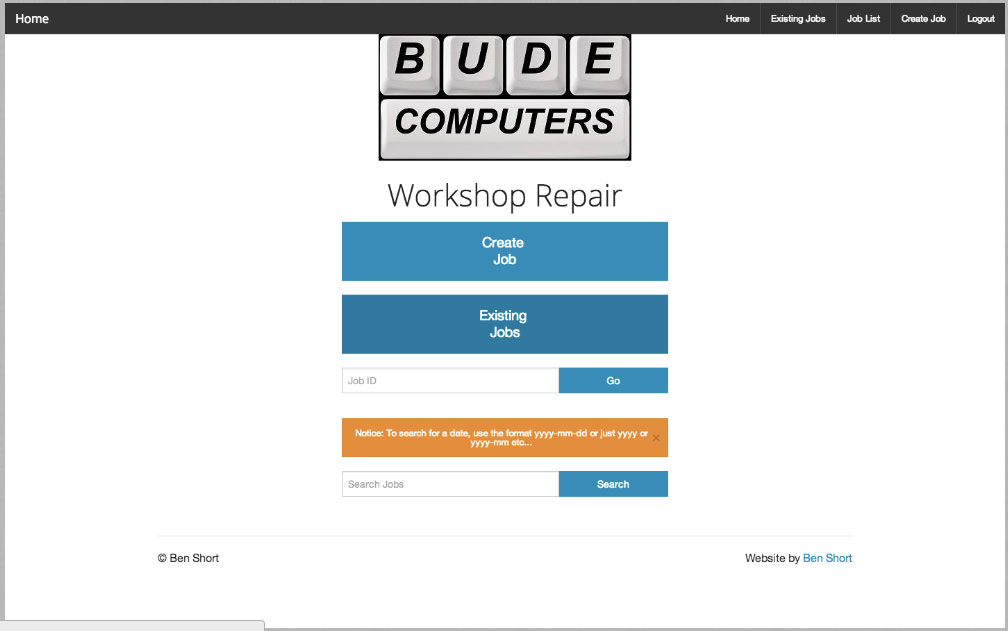 Home
Home Existing Jobs Job List Create Job Logout
BUDE
COMPUTERS
Workshop Repair
Create
Job
Existing
Jobs
Job ID Go
Notice: To search for a date, use the format yyyy-mm-dd or just yyyy or
yyyy-mm etc... ×
Search Jobs Search
© Ben Short Website by Ben Short